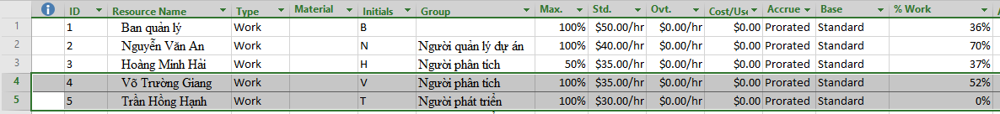 ID Resource Name Type Material Initials Group Max. Std. Ovt. Cost/Use Accrue Base % Work
1 1 Ban quản lý Work B 100% $50.00/hr $0.00/hr $0.00 Prorated Standard 36%
2 2 Nguyễn Văn An Work N Người quản lý dự án 100% $40.00/hr $0.00/hr $0.00 Prorated Standard 70%
3 3 Hoàng Minh Hải Work H Người phân tích 50% $35.00/hr $0.00/hr $0.00 Prorated Standard 37%
4 4 Võ Trường Giang Work V Người phân tích 100% $35.00/hr $0.00/hr $0.00 Prorated Standard 52%
5 5 Trần Hồng Hạnh Work T Người phát triển 100% $30.00/hr $0.00/hr $0.00 Prorated Standard 0%